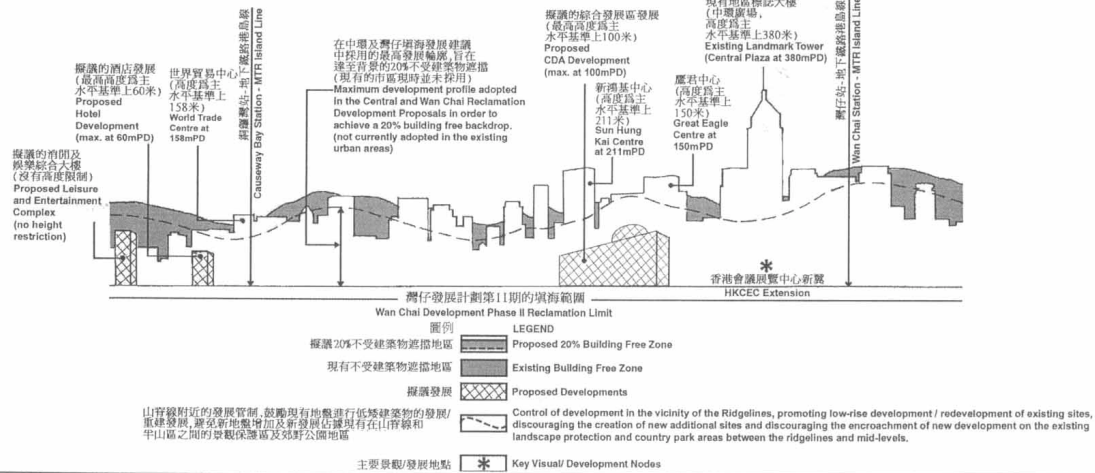 擬議的綜合發展區發展
(最高高度為主
水平基準上100米)
Proposed
CDA Development
(max. at 100mPD)
現有地區標誌大樓
(中環廣場,
高度為主
水平基準上380米)
Existing Landmark Tower
(Central Plaza at 380mPD)
銅鑼灣站-地下鐵路港島線
Causeway Bay Station - MTR Island Line
灣仔站-地下鐵路港島線
Wan Chai Station - MTR Island Line
在中環及灣仔填海發展建議
中採用的最高發展輪廓,旨在
達至背景的20%不受建築物遮擋
(現有的市區現時並未採用)
Maximum development profile adopted
in the Central and Wan Chai Reclamation
Development Proposals in order to
achieve a 20% building free backdrop.
(not currently adopted in the existing
urban areas)
擬議的酒店發展
(最高高度為主
水平基準上60米)
Proposed
Hotel
Development
(max. at 60mPD)
世界貿易中心
(高度為主
水平基準上
158米)
World Trade
Centre at
158mPD
新鴻基中心
(高度為主
水平基準上
211米)
Sun Hung
Kai Centre
at 211mPD
鷹君中心
(高度為主
水平基準上
150米)
Great Eagle
Centre at
150mPD
擬議的消閒及
娛樂綜合大樓
(沒有高度限制)
Proposed Leisure
and Entertainment
Complex
(no height
restriction)
香港會議展覽中心新翼
HKCEC Extension
灣仔發展計劃第11期的填海範圍
Wan Chai Development Phase II Reclamation Limit
圖例 LEGEND
擬議20%不受建築物遮擋地區 Proposed 20% Building Free Zone
現有不受建築物遮擋地區 Existing Building Free Zone
擬議發展 Proposed Developments
山脊線附近的發展管制,鼓勵現有地盤進行低矮建築物的發展/
重建發展,避免新地盤增加及新發展佔據現有在山脊線和
半山區之間的景觀保護區及郊野公園地區
Control of development in the vicinity of the Ridgelines, promoting low-rise development / redevelopment of existing sites,
discouraging the creation of new additional sites and discouraging the encroachment of new development on the existing
landscape protection and country park areas between the ridgelines and mid-levels.
主要景觀/發展地點 Key Visual/ Development Nodes